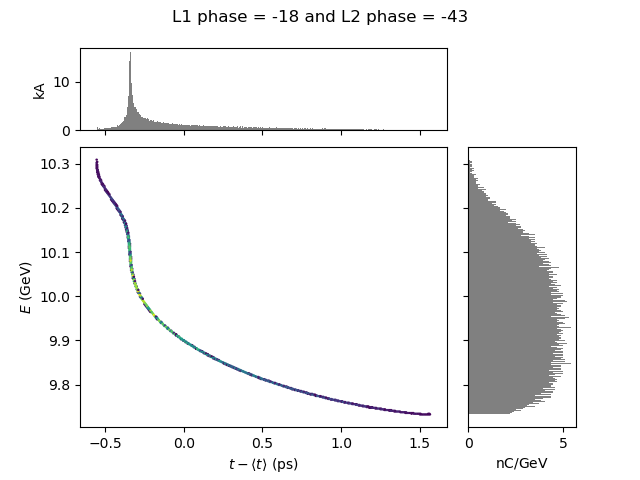 L1 phase = -18 and L2 phase = -43
kA
10
0
E (GeV)
10.3
10.2
10.1
10.0
9.9
9.8
−0.5 0.0 0.5 1.0 1.5
t − ⟨t⟩ (ps)
0 5
nC/GeV